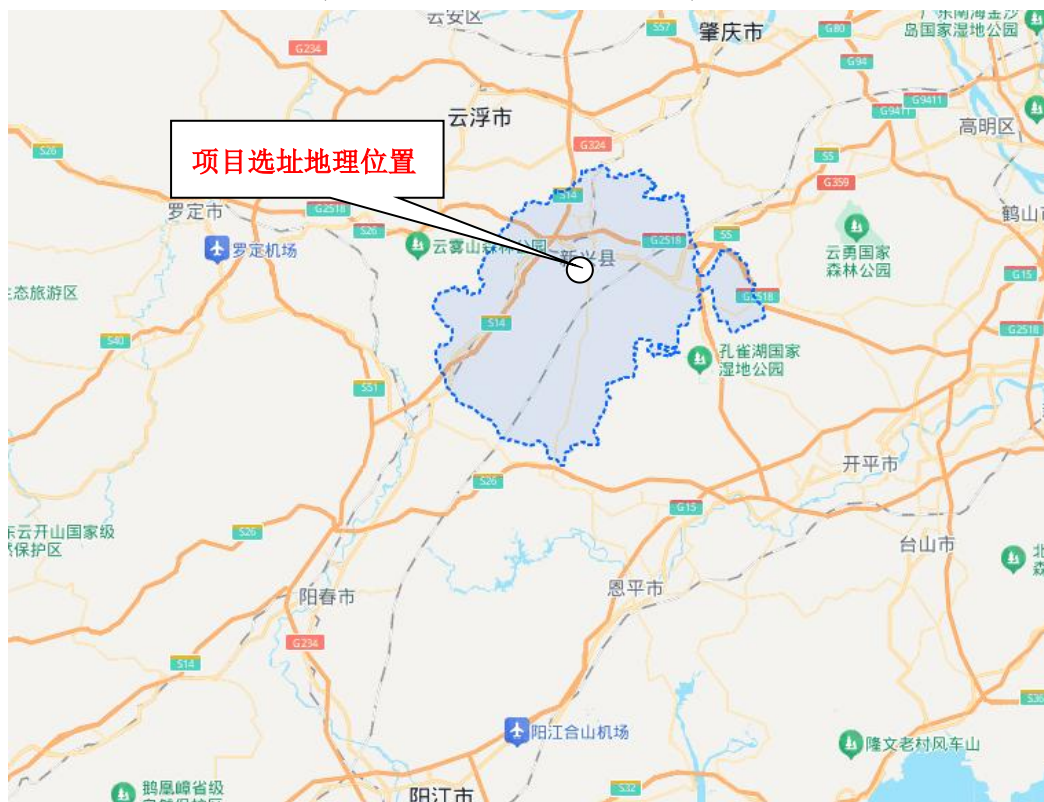 云安区
S57
肇庆市
G80
广东南海金沙
岛国家湿地公园
G234
G94
云浮市
G9411
G9411
高明区
S26
G324
S5
项目选址地理位置
G359
罗定市
G2518
S14
鹤山市
S26
罗定机场
云雾山森林公园
新兴县
G2518
S5
云勇国家
森林公园
G15
生态旅游区
G2518
S14
G2518
S40
孔雀湖国家
湿地公园
S51
开平市
S26
G15
东云开山国家级
然保护区
S26
台山市
北
森
阳春市
恩平市
G234
S14
S36
阳江合山机场
隆文老村风车山
鹅凰嶂省级
S32
阳江市